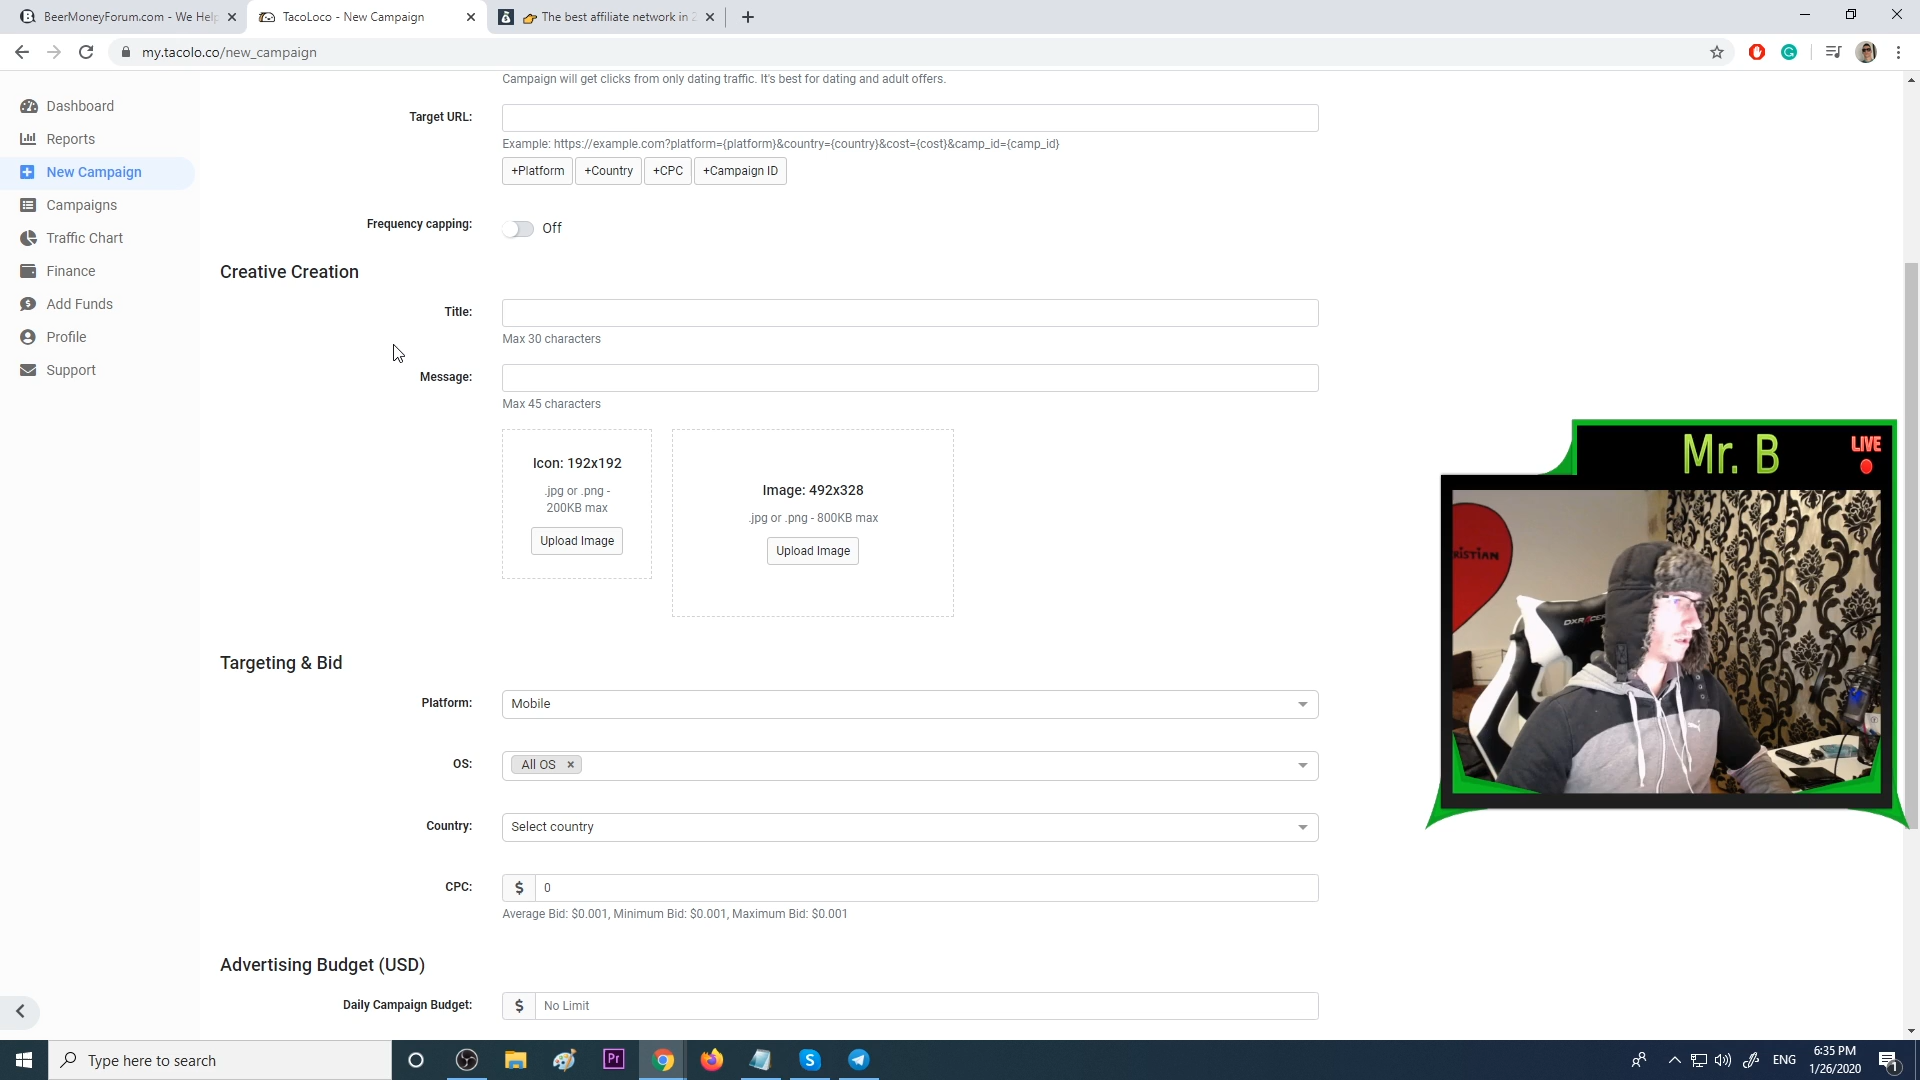 BeerMoneyForum.com - We Help
TacoLoco - New Campaign
The best affiliate network in 2
my.tacolo.co/new_campaign
Campaign will get clicks from only dating traffic. It's best for dating and adult offers.
Dashboard
Reports
New Campaign
Campaigns
Traffic Chart
Finance
Add Funds
Profile
Support
Target URL:
Example: https://example.com?platform={platform}&country={country}&cost={cost}&camp_id={camp_id}
+Platform +Country +CPC +Campaign ID
Frequency capping: Off
Creative Creation
Title:
Max 30 characters
Message:
Max 45 characters
Icon: 192x192
.jpg or .png -
200KB max
Upload Image
Image: 492x328
.jpg or .png - 800KB max
Upload Image
Targeting & Bid
Platform: Mobile
OS: All OS ×
Country: Select country
CPC: $ 0
Average Bid: $0.001, Minimum Bid: $0.001, Maximum Bid: $0.001
Advertising Budget (USD)
Daily Campaign Budget: $ No Limit
Mr. B
LIVE
RISTIAN
Type here to search
Pr
ENG
6:35 PM
1/26/2020
1